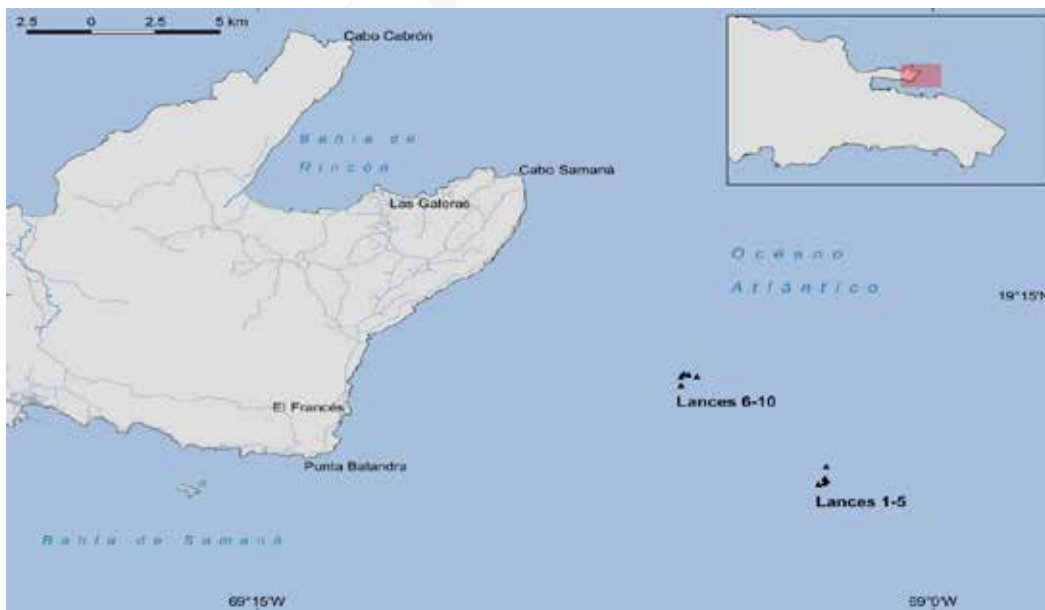 2.5 0 2.5 5 km
Cabo Cabrón
Bahía de
Rincón
Cabo Samaná
Las Galeras
Océano
Atlántico
19°15'N
Lances 6-10
El Francés
Punta Balandra
Lances 1-5
Bahía de Samaná
69°15'W
69°0'W